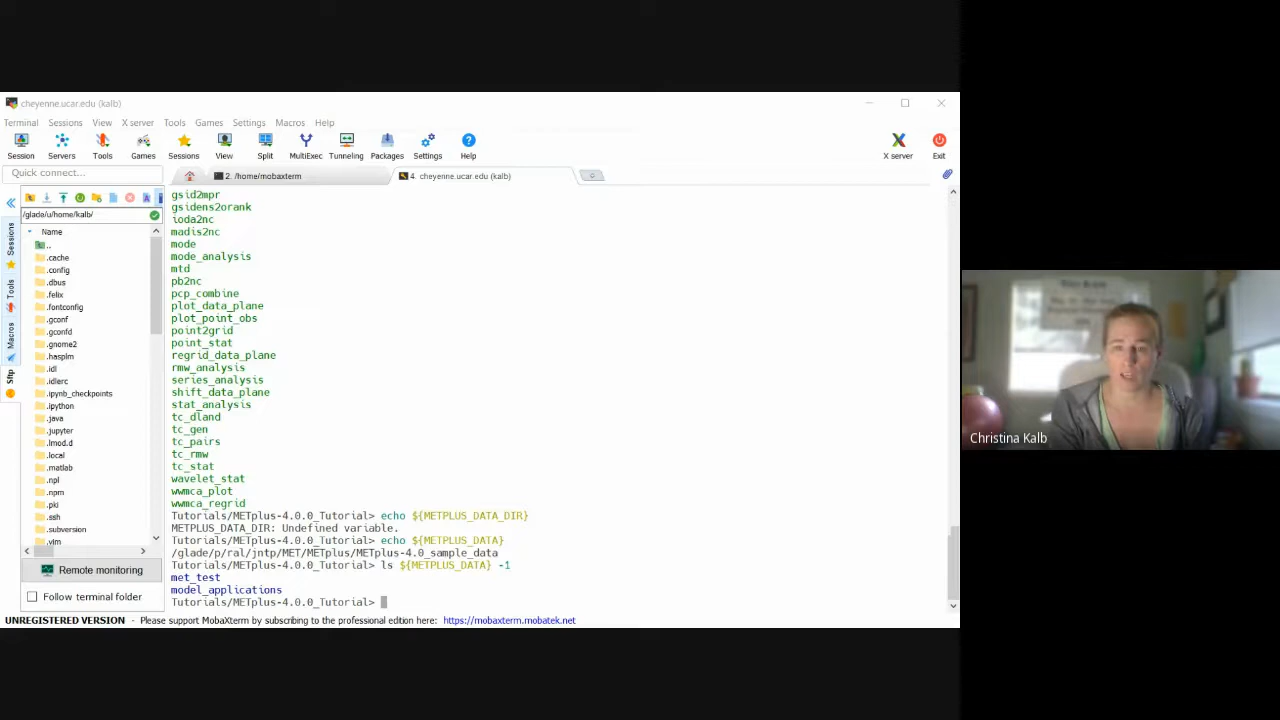 cheyenne.ucar.edu (kalb)
Terminal Sessions View X server Tools Games Settings Macros Help
Session Servers Tools Games Sessions View Split MultiExec Tunneling Packages Settings Help X server Exit
Quick connect...
2. /home/mobaxterm
4. cheyenne.ucar.edu (kalb)
/glade/u/home/kalb/
Name
..
.cache
.config
.dbus
.felix
.fontconfig
.gconf
.gconfd
.gnome2
.hasplm
.idl
.idlerc
.ipynb_checkpoints
.ipython
.java
.jupyter
.lmod.d
.local
.matlab
.npl
.npm
.pki
.ssh
.subversion
.vim
Sessions
Tools
Macros
Sftp
Remote monitoring
Follow terminal folder
gsid2mpr
gsidens2orank
ioda2nc
madis2nc
mode
mode_analysis
mtd
pb2nc
pcp_combine
plot_data_plane
plot_point_obs
point2grid
point_stat
regrid_data_plane
rmw_analysis
series_analysis
shift_data_plane
stat_analysis
tc_dland
tc_gen
tc_pairs
tc_rmw
tc_stat
wavelet_stat
wwmca_plot
wwmca_regrid
Tutorials/METplus-4.0.0_Tutorial> echo ${METPLUS_DATA_DIR}
METPLUS_DATA_DIR: Undefined variable.
Tutorials/METplus-4.0.0_Tutorial> echo ${METPLUS_DATA}
/glade/p/ral/jntp/MET/METplus/METplus-4.0_sample_data
Tutorials/METplus-4.0.0_Tutorial> ls ${METPLUS_DATA} -1
met_test
model_applications
Tutorials/METplus-4.0.0_Tutorial>
UNREGISTERED VERSION - Please support MobaXterm by subscribing to the professional edition here: https://mobaxterm.mobatek.net
Christina Kalb